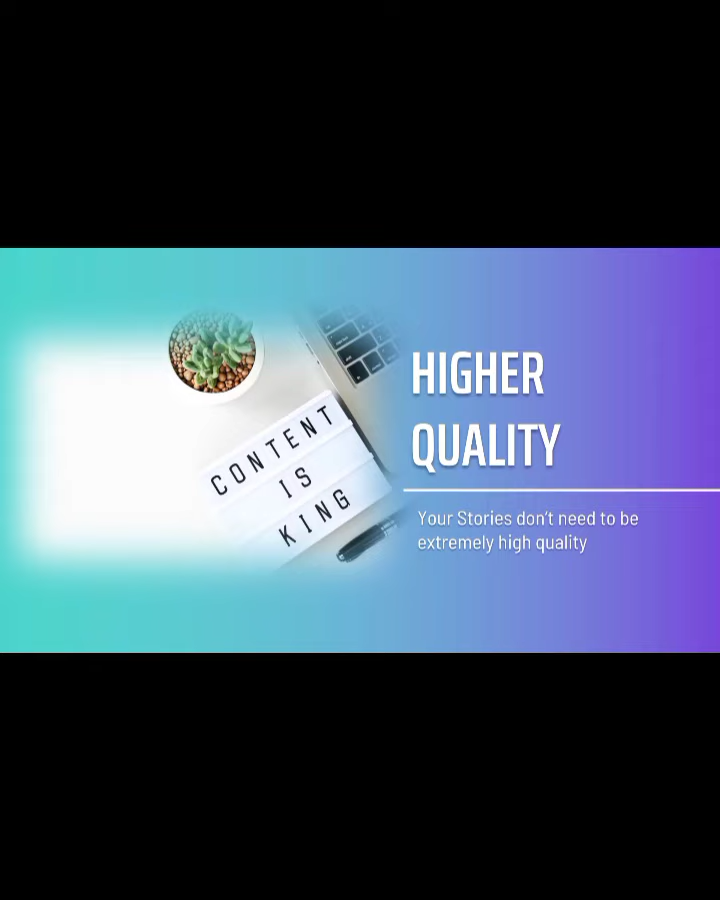 CONTENT
IS
KING
HIGHER
QUALITY
Your Stories don't need to be
extremely high quality